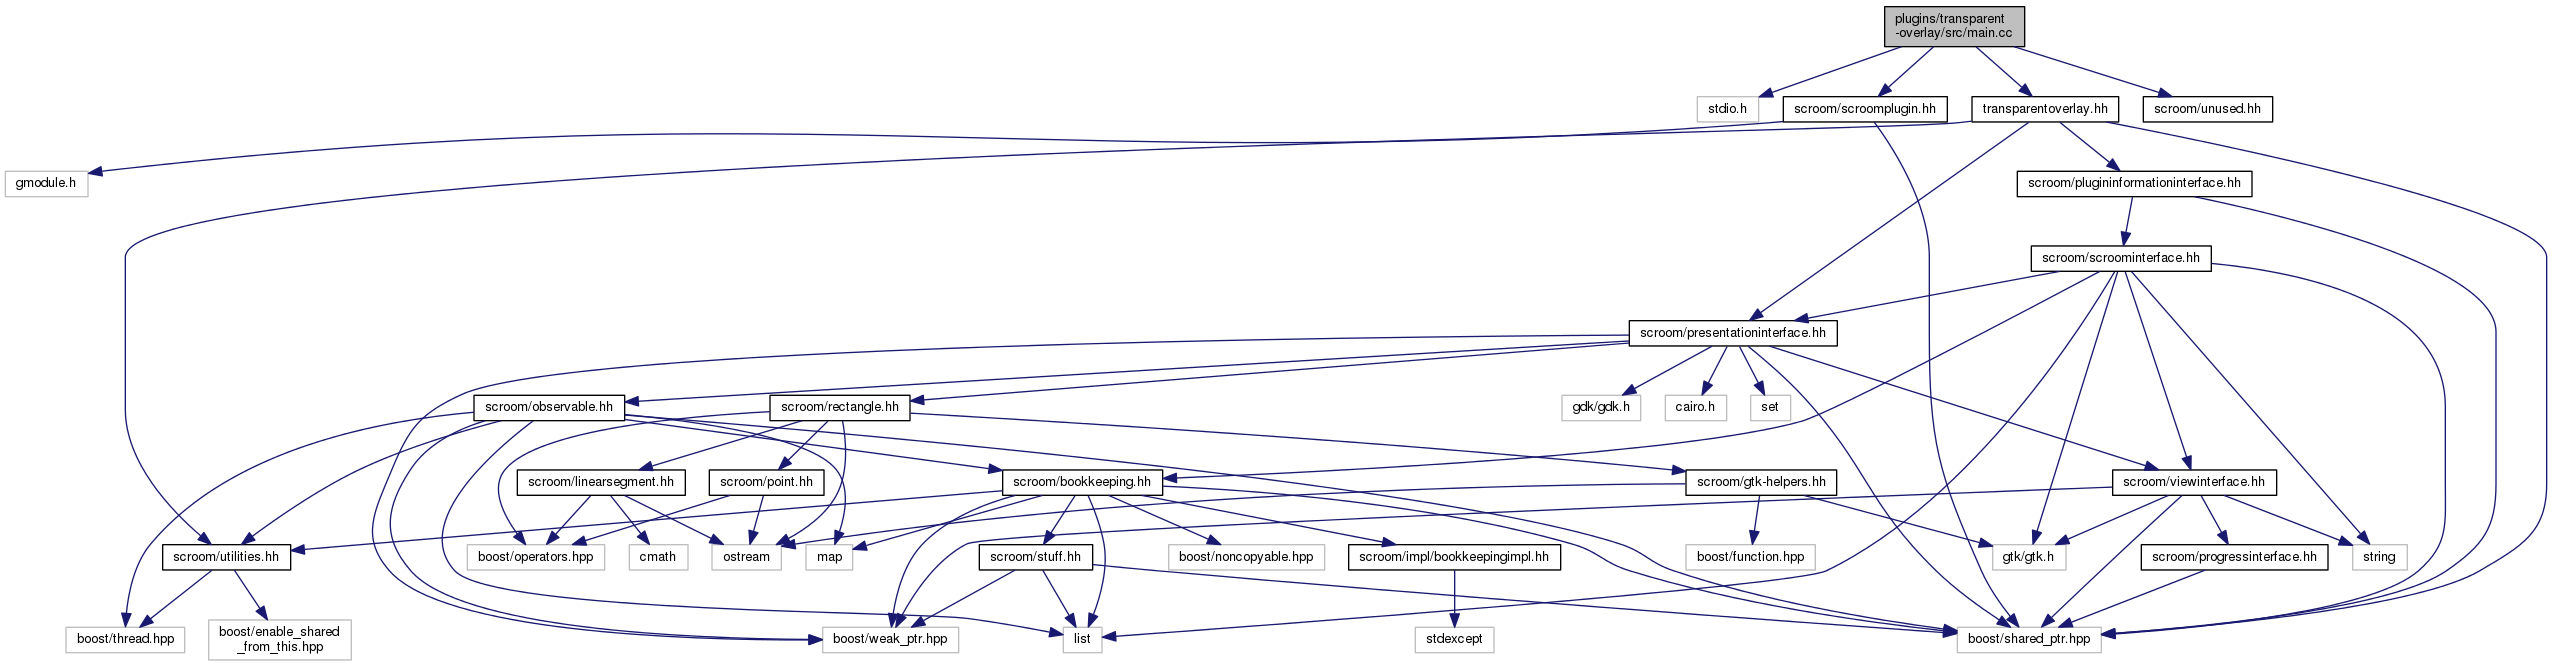 plugins/transparent
-overlay/src/main.cc
stdio.h
scroom/scroomplugin.hh
transparentoverlay.hh
scroom/unused.hh
gmodule.h
scroom/plugininformationinterface.hh
scroom/scroominterface.hh
scroom/presentationinterface.hh
scroom/observable.hh
scroom/rectangle.hh
gdk/gdk.h
cairo.h
set
scroom/linearsegment.hh
scroom/point.hh
scroom/bookkeeping.hh
scroom/gtk-helpers.hh
scroom/viewinterface.hh
scroom/utilities.hh
boost/operators.hpp
cmath
ostream
map
scroom/stuff.hh
boost/noncopyable.hpp
scroom/impl/bookkeepingimpl.hh
boost/function.hpp
gtk/gtk.h
scroom/progressinterface.hh
string
boost/thread.hpp
boost/enable_shared
_from_this.hpp
boost/weak_ptr.hpp
list
stdexcept
boost/shared_ptr.hpp